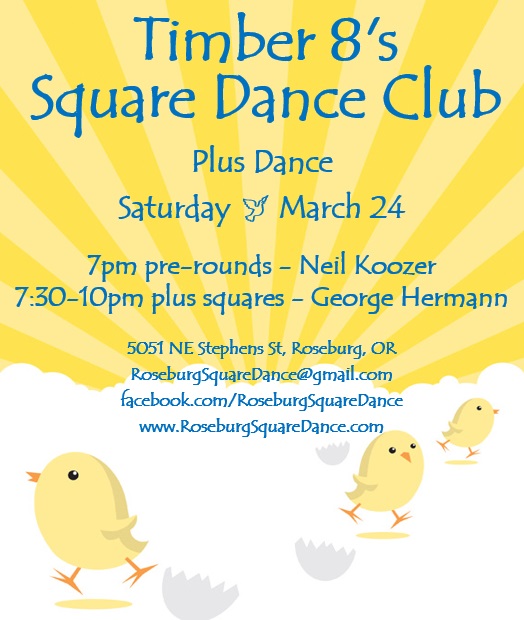 Timber 8's
Square Dance Club
Plus Dance
Saturday March 24
7pm pre-rounds - Neil Koozer
7:30-10pm plus squares - George Hermann
5051 NE Stephens St, Roseburg, OR
RoseburgSquareDance@gmail.com
facebook.com/RoseburgSquareDance
www.RoseburgSquareDance.com